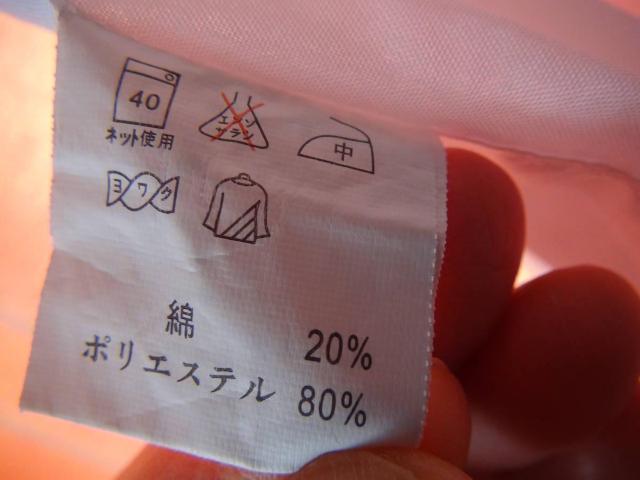 40
ネット使用
エンソ
サラシ
中
ヨワク
綿 20%
ポリエステル 80%